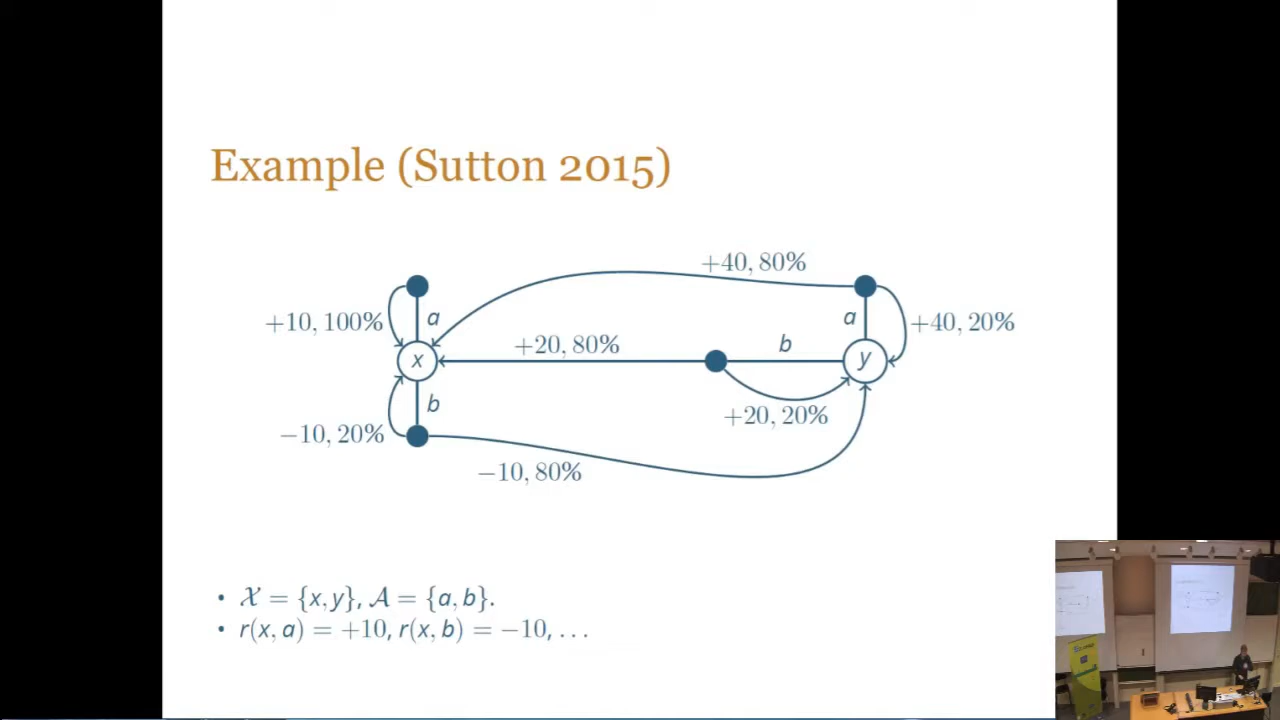 Example (Sutton 2015)
+40, 80%
+10, 100%
a
a
+40, 20%
+20, 80%
b
x
y
b
+20, 20%
−10, 20%
−10, 80%
• 𝒳 = {x, y}, 𝒜 = {a, b}.
• r(x, a) = +10, r(x, b) = −10, …